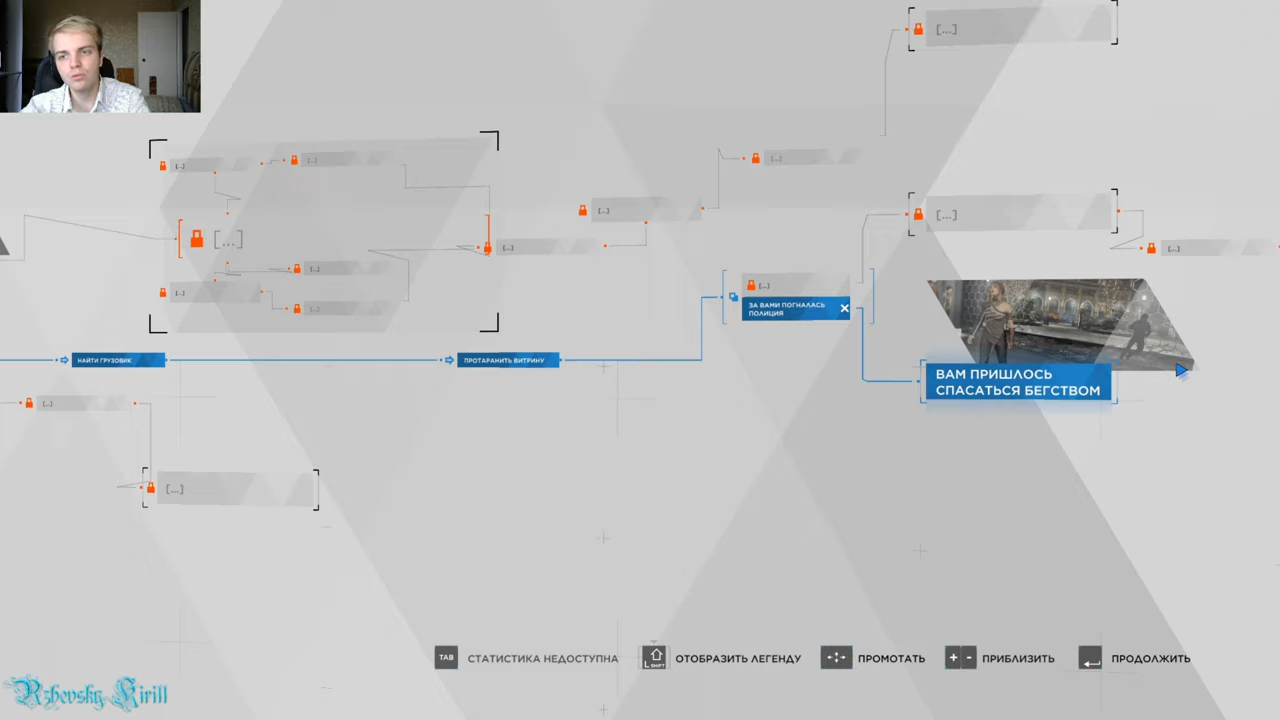 [...]
[...]
[...]
[...]
[...]
[...]
[...]
[...]
[...]
[...]
[...]
[...]
[...]
[...]
ЗА ВАМИ ПОГНАЛАСЬ
ПОЛИЦИЯ
НАЙТИ ГРУЗОВИК
ПРОТАРАНИТЬ ВИТРИНУ
ВАМ ПРИШЛОСЬ
СПАСАТЬСЯ БЕГСТВОМ
[...]
[...]
TAB СТАТИСТИКА НЕДОСТУПНА
L SHIFT ОТОБРАЗИТЬ ЛЕГЕНДУ
ПРОМОТАТЬ
+ - ПРИБЛИЗИТЬ
ПРОДОЛЖИТЬ
Rzhevsky Kirill